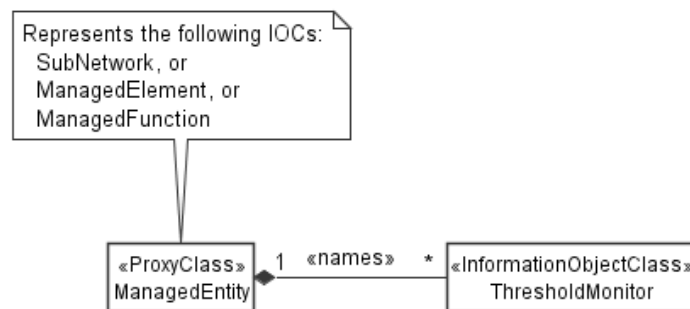 Represents the following IOCs:
SubNetwork, or
ManagedElement, or
ManagedFunction
«ProxyClass» 1 «names» * «InformationObjectClass»
ManagedEntity ThresholdMonitor